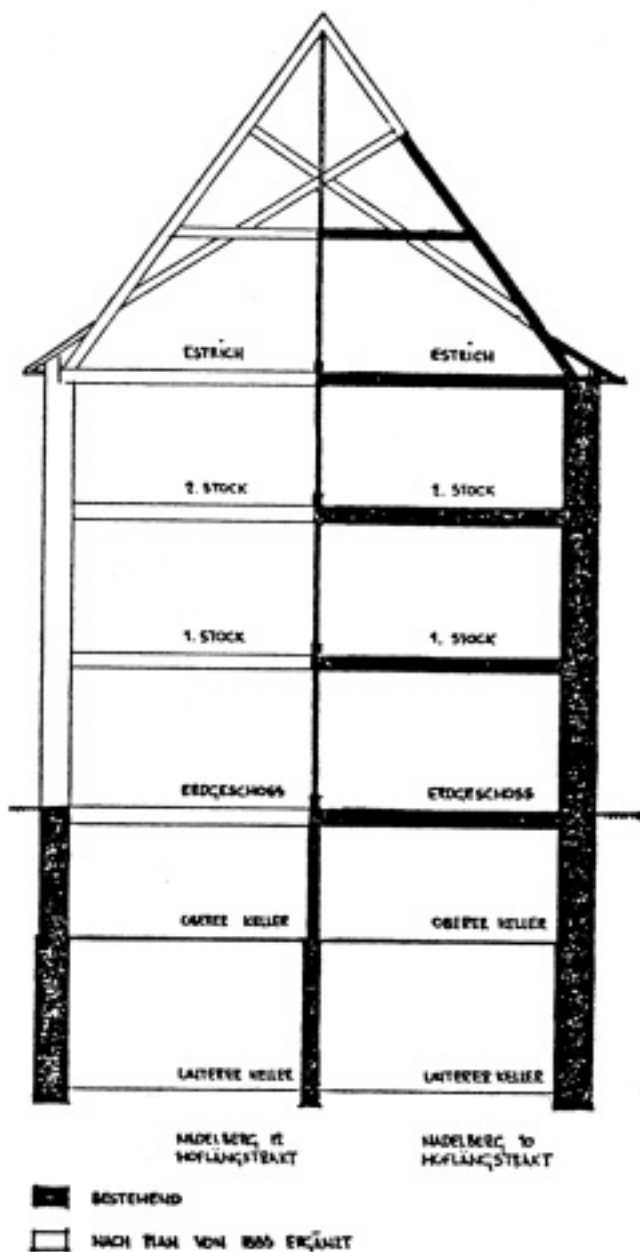 ESTRICH ESTRICH
2. STOCK 2. STOCK
1. STOCK 1. STOCK
ERDGESCHOSS ERDGESCHOSS
OBERER KELLER OBERER KELLER
UNTERER KELLER UNTERER KELLER
NADELBERG 12 NADELBERG 10
HOFLÄNGSTRAKT HOFLÄNGSTRAKT
BESTEHEND
NACH PLAN VON ERGÄNZT